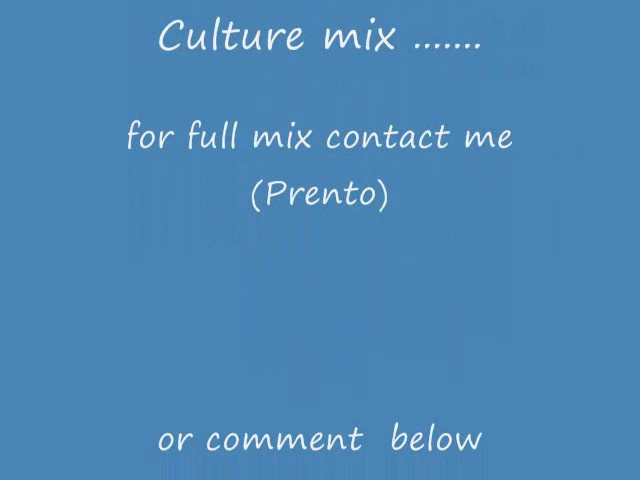 Culture mix .......
for full mix contact me
(Prento)
or comment  below